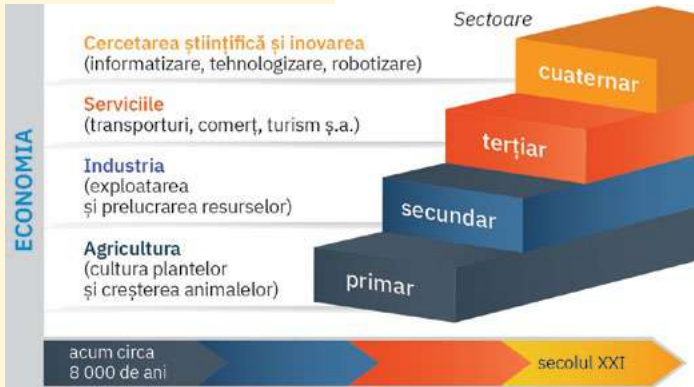 Sectoare
Cercetarea științifică și inovarea
(informatizare, tehnologizare, robotizare)
cuaternar
Serviciile
(transporturi, comerț, turism ș.a.)
terțiar
Industria
(exploatarea
și prelucrarea resurselor)
secundar
Agricultura
(cultura plantelor
și creșterea animalelor)
primar
ECONOMIA
acum circa
8 000 de ani
secolul XXI